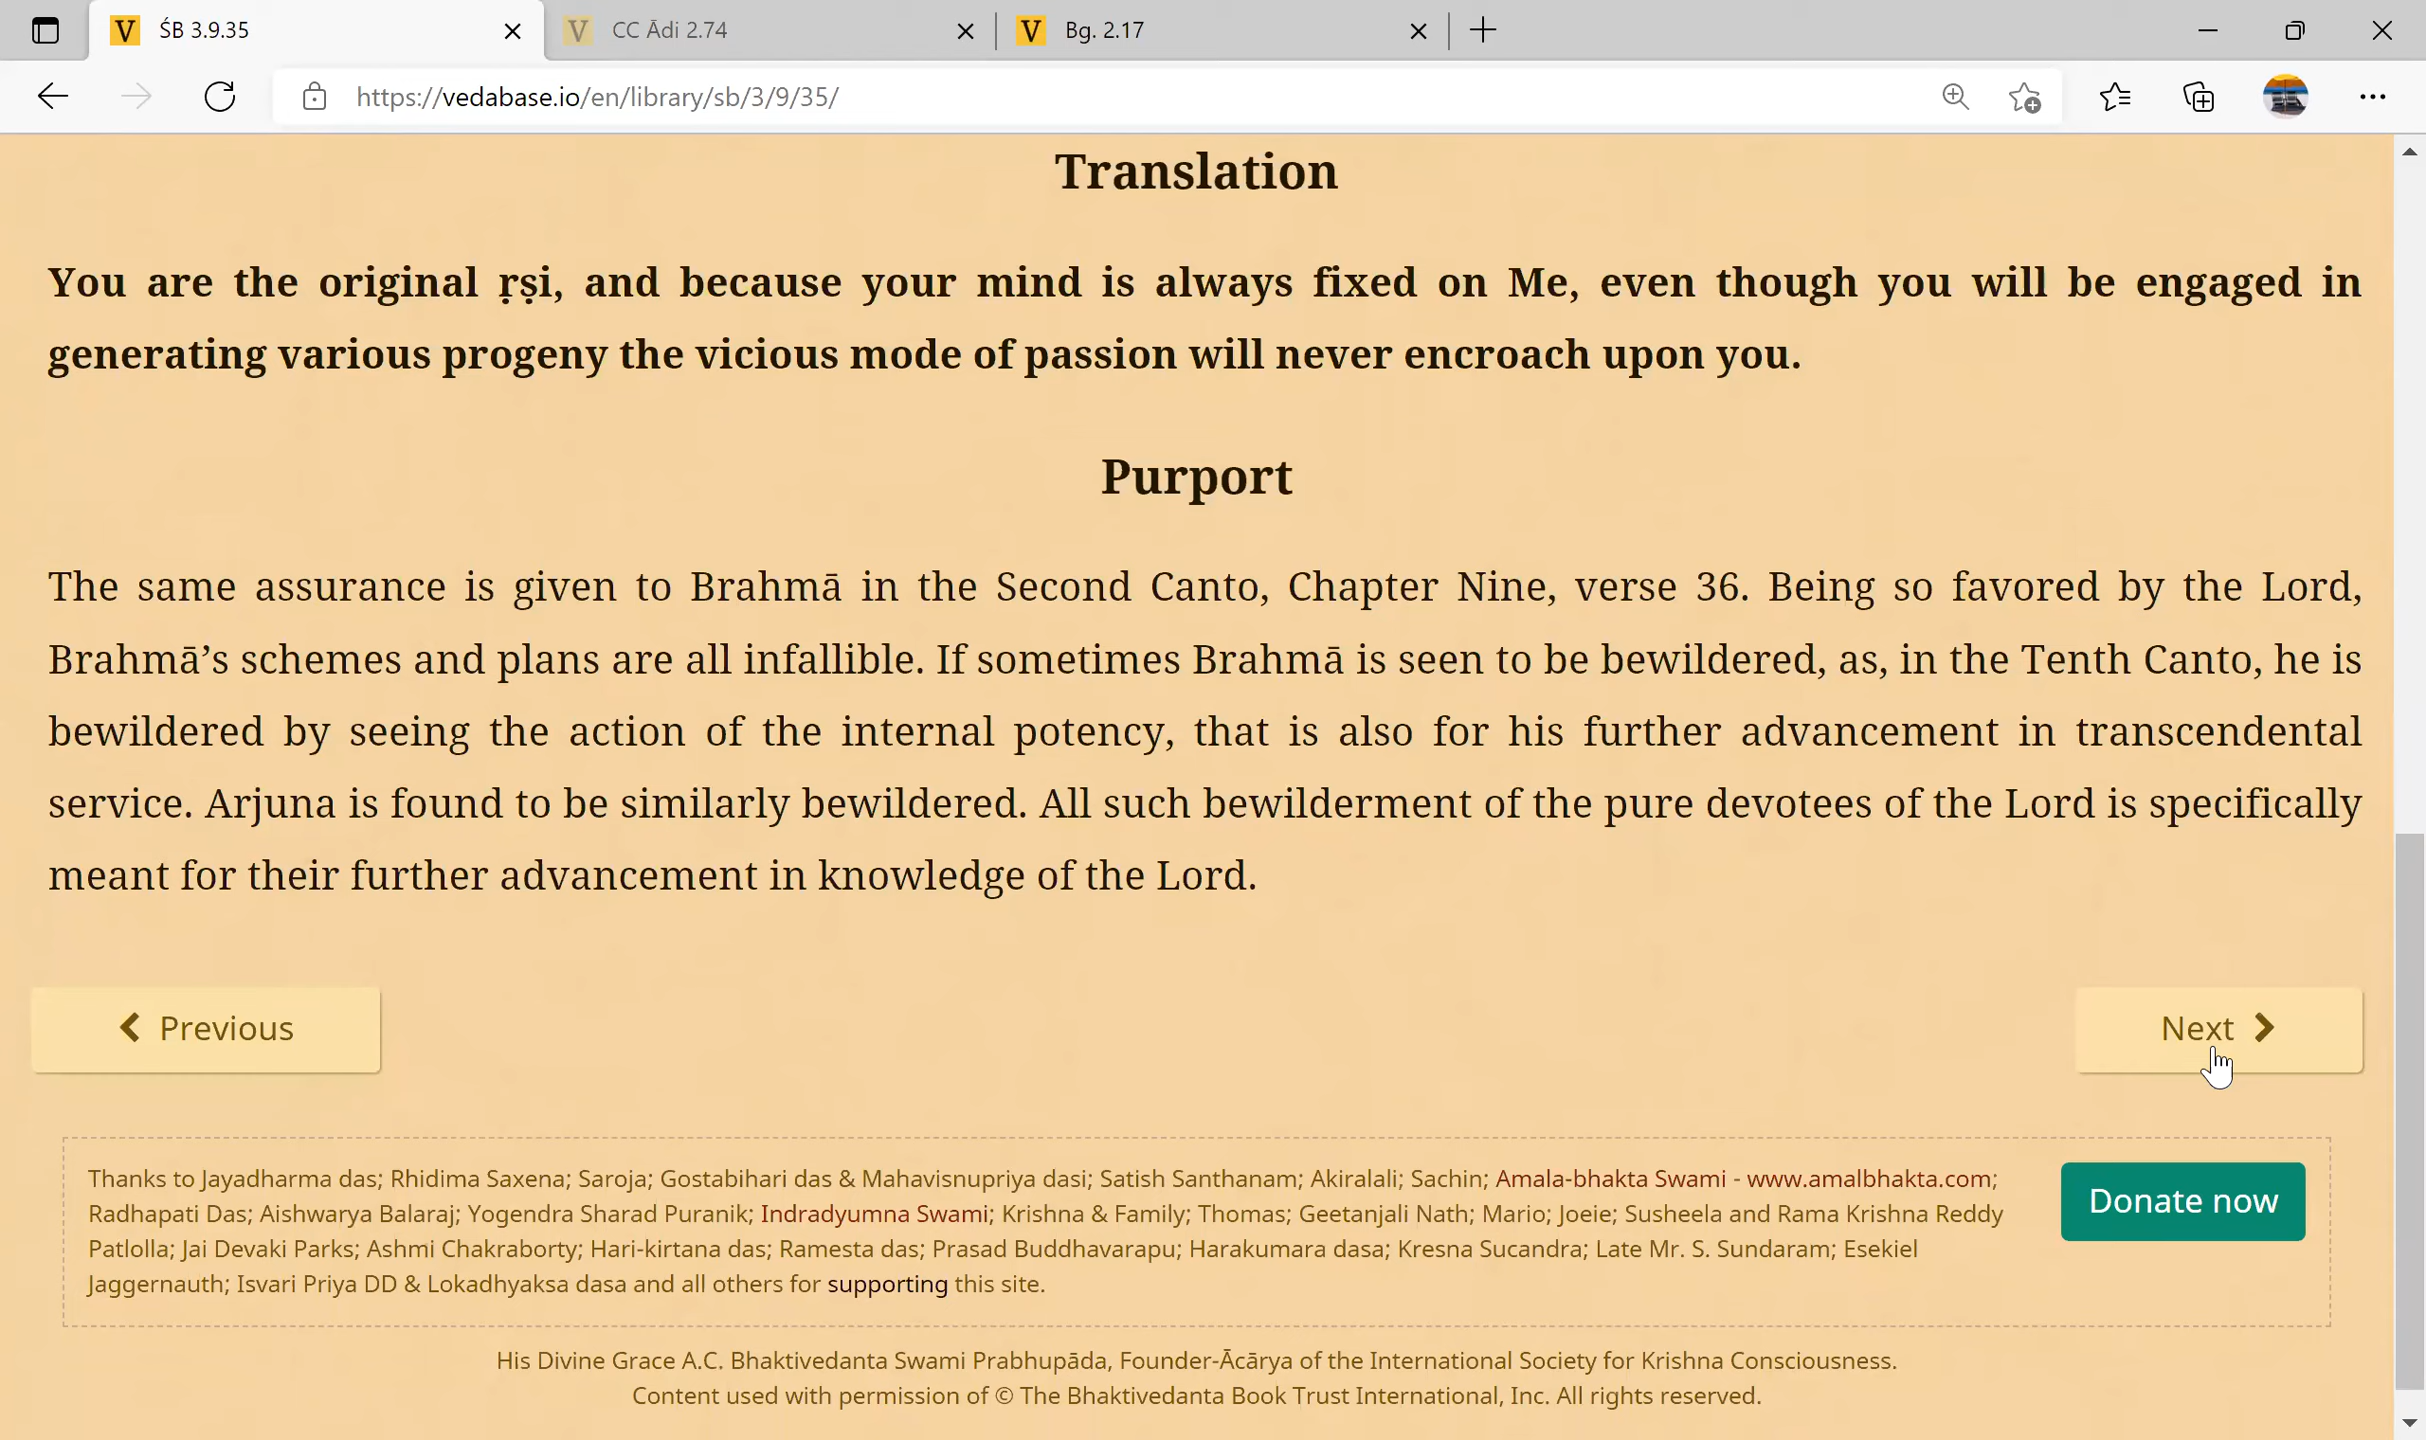 ŚB 3.9.35
CC Ādi 2.74
Bg. 2.17
https://vedabase.io/en/library/sb/3/9/35/
Translation
You are the original ṛṣi, and because your mind is always fixed on Me, even though you will be engaged in
generating various progeny the vicious mode of passion will never encroach upon you.
Purport
The same assurance is given to Brahmā in the Second Canto, Chapter Nine, verse 36. Being so favored by the Lord,
Brahmā’s schemes and plans are all infallible. If sometimes Brahmā is seen to be bewildered, as, in the Tenth Canto, he is
bewildered by seeing the action of the internal potency, that is also for his further advancement in transcendental
service. Arjuna is found to be similarly bewildered. All such bewilderment of the pure devotees of the Lord is specifically
meant for their further advancement in knowledge of the Lord.
Previous
Next
Thanks to Jayadharma das; Rhidima Saxena; Saroja; Gostabihari das & Mahavisnupriya dasi; Satish Santhanam; Akiralali; Sachin; Amala-bhakta Swami - www.amalbhakta.com;
Radhapati Das; Aishwarya Balaraj; Yogendra Sharad Puranik; Indradyumna Swami; Krishna & Family; Thomas; Geetanjali Nath; Mario; Joeie; Susheela and Rama Krishna Reddy
Patlolla; Jai Devaki Parks; Ashmi Chakraborty; Hari-kirtana das; Ramesta das; Prasad Buddhavarapu; Harakumara dasa; Kresna Sucandra; Late Mr. S. Sundaram; Esekiel
Jaggernauth; Isvari Priya DD & Lokadhyaksa dasa and all others for supporting this site.
Donate now
His Divine Grace A.C. Bhaktivedanta Swami Prabhupāda, Founder-Ācārya of the International Society for Krishna Consciousness.
Content used with permission of © The Bhaktivedanta Book Trust International, Inc. All rights reserved.